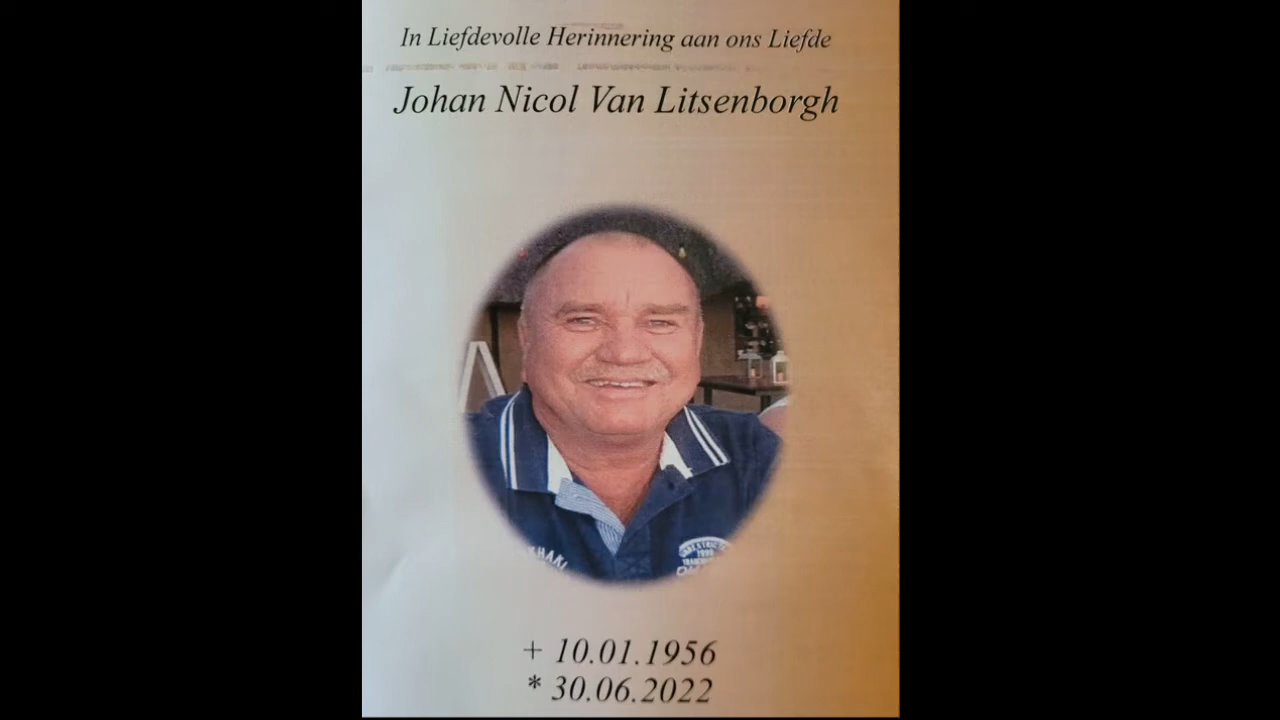 In Liefdevolle Herinnering aan ons Liefde
Johan Nicol Van Litsenborgh
+ 10.01.1956
* 30.06.2022